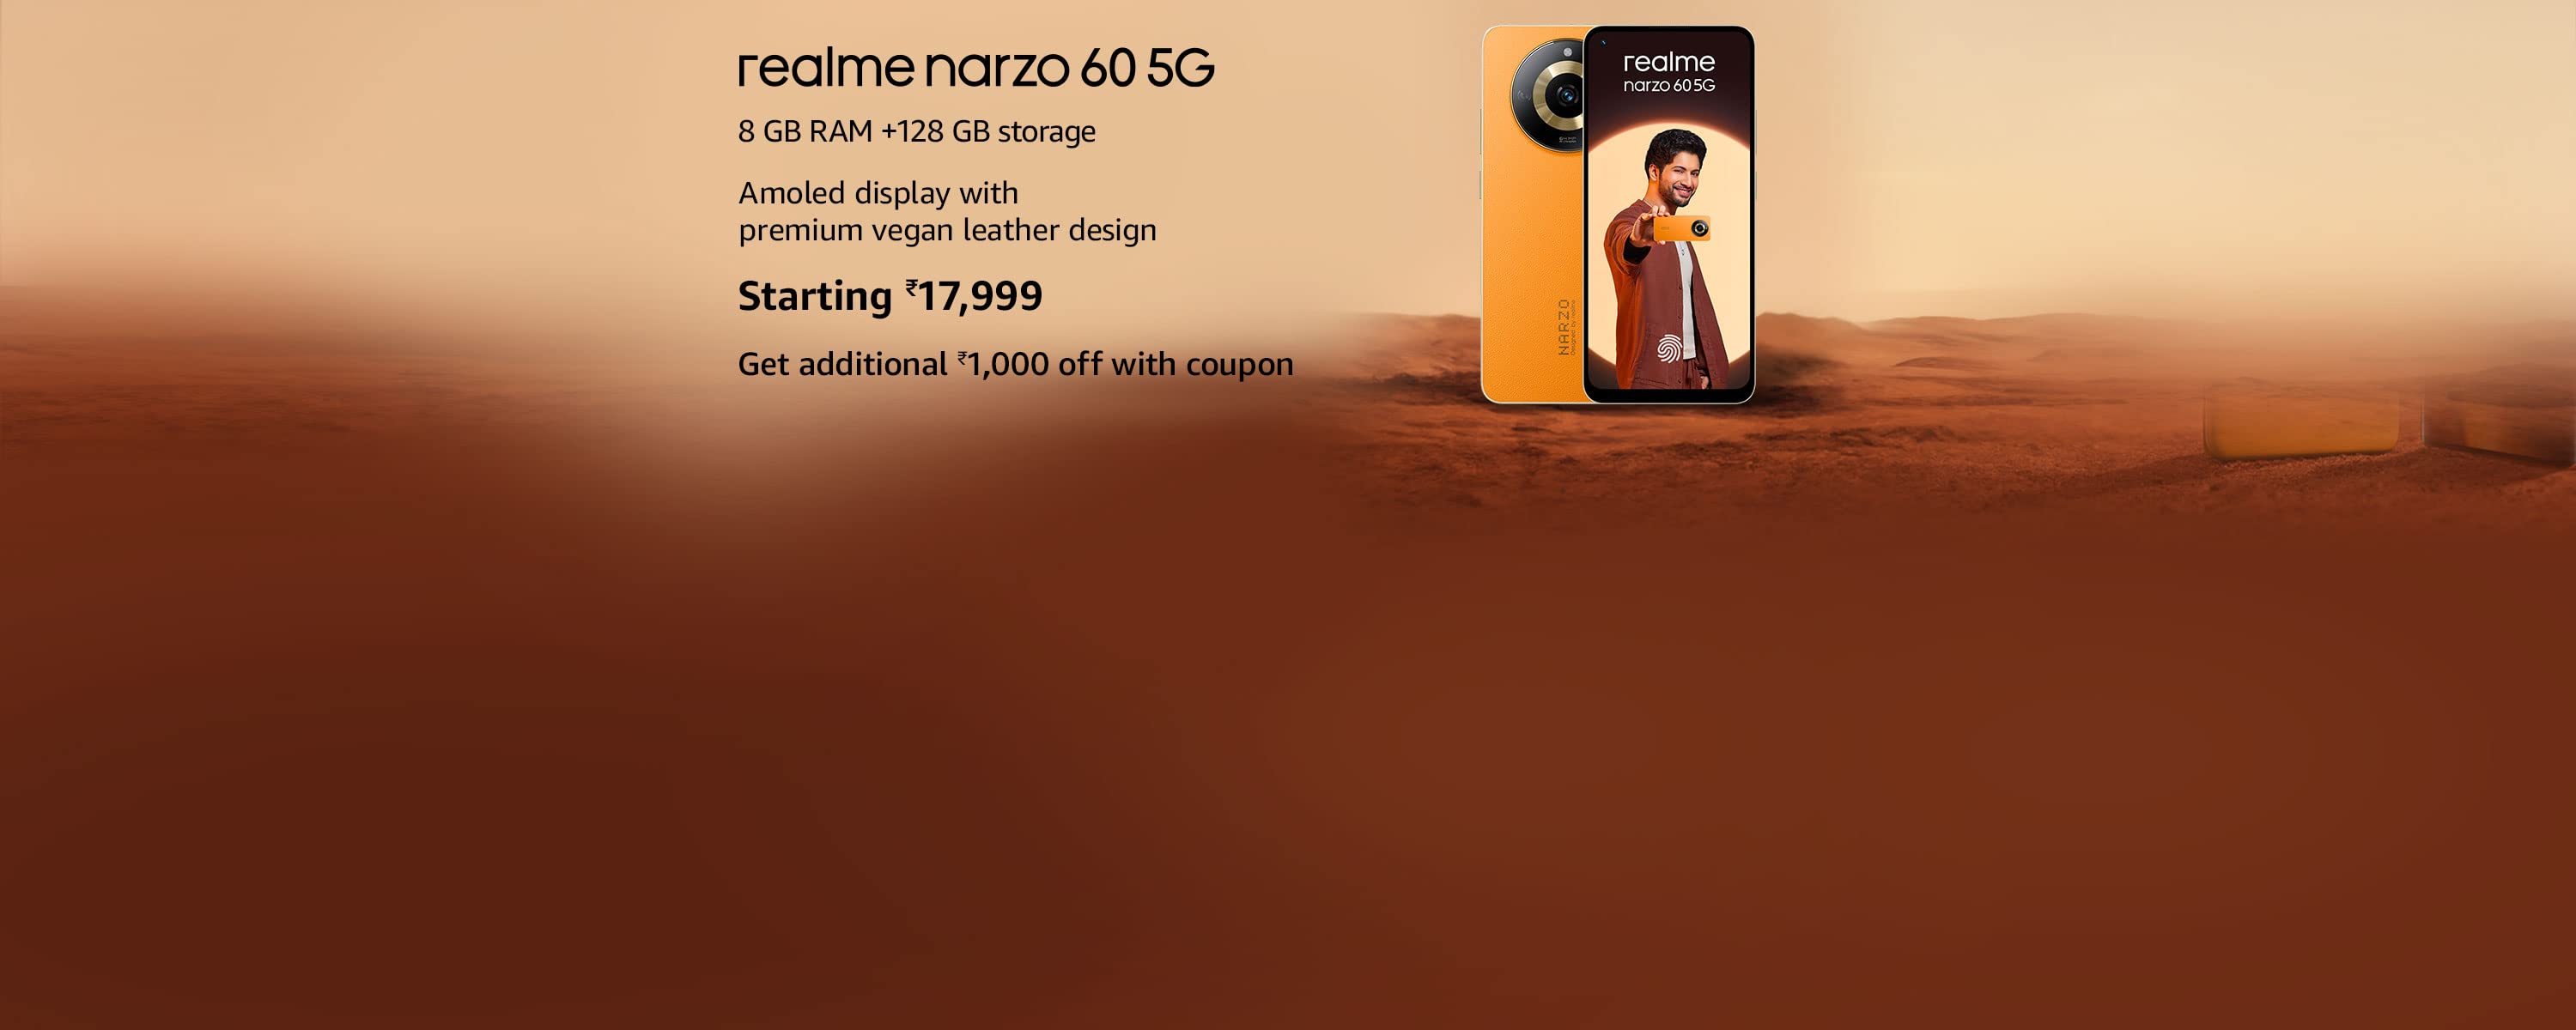 realme narzo 60 5G
8 GB RAM +128 GB storage
Amoled display with
premium vegan leather design
Starting ₹17,999
Get additional ₹1,000 off with coupon
realme
narzo 60 5G
NARZO